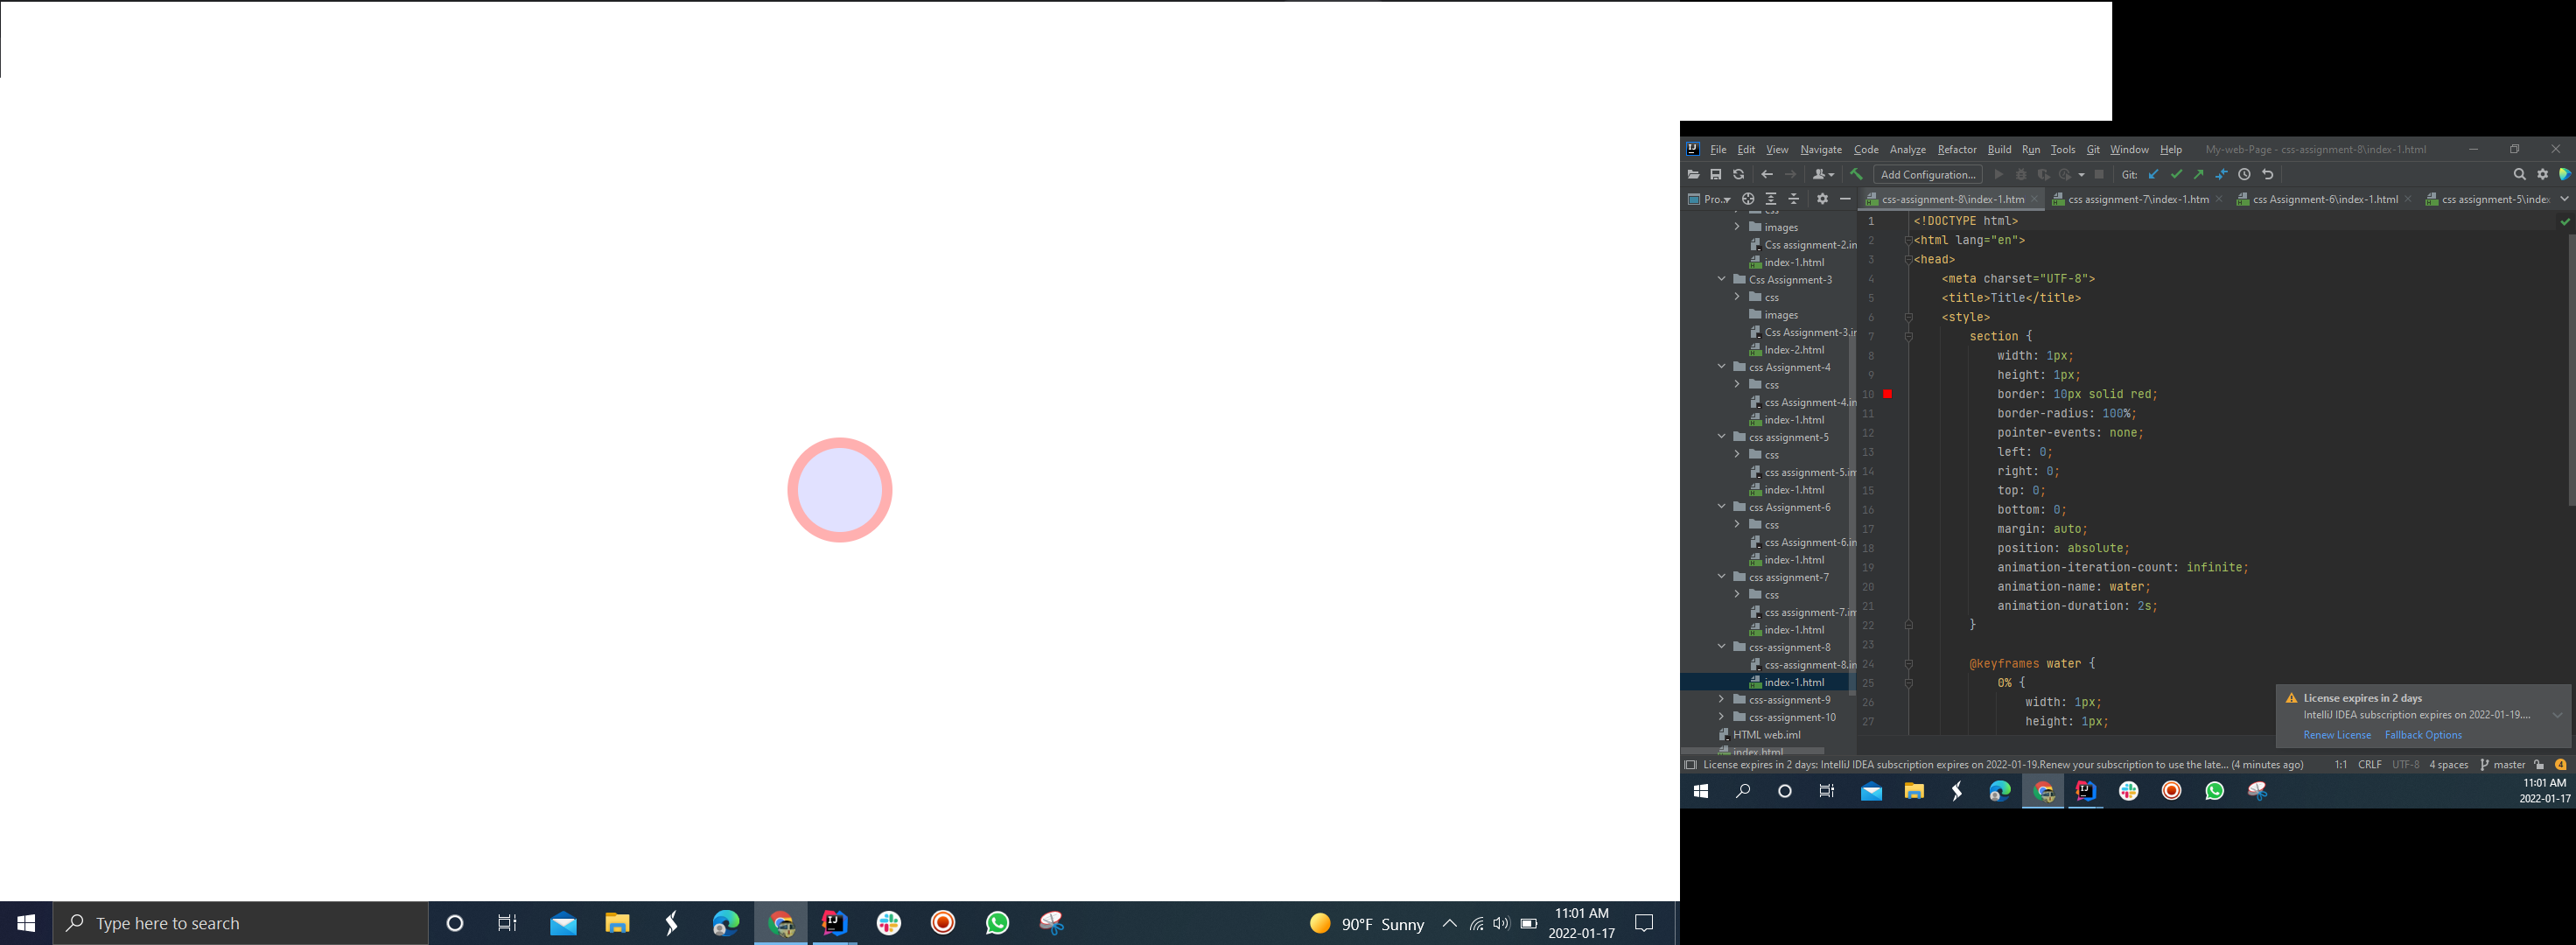 File Edit View Navigate Code Analyze Refactor Build Run Tools Git Window Help My-web-Page - css-assignment-8\index-1.html
Add Configuration... Git:
Pro.. css-assignment-8\index-1.htm css assignment-7\index-1.htm css Assignment-6\index-1.html css assignment-5\inde
css
images
Css assignment-2.in
index-1.html
Css Assignment-3
css
images
Css Assignment-3.ir
Index-2.html
css Assignment-4
css
css Assignment-4.in
index-1.html
css assignment-5
css
css assignment-5.im
index-1.html
css Assignment-6
css
css Assignment-6.in
index-1.html
css assignment-7
css
css assignment-7.im
index-1.html
css-assignment-8
css-assignment-8.in
index-1.html
css-assignment-9
css-assignment-10
HTML web.iml
index.html
1 <!DOCTYPE html>
2 <html lang="en">
3 <head>
4 <meta charset="UTF-8">
5 <title>Title</title>
6 <style>
7 section {
8 width: 1px;
9 height: 1px;
10 border: 10px solid red;
11 border-radius: 100%;
12 pointer-events: none;
13 left: 0;
14 right: 0;
15 top: 0;
16 bottom: 0;
17 margin: auto;
18 position: absolute;
19 animation-iteration-count: infinite;
20 animation-name: water;
21 animation-duration: 2s;
22 }
23
24 @keyframes water {
25 0% {
26 width: 1px;
27 height: 1px;
License expires in 2 days
IntelliJ IDEA subscription expires on 2022-01-19....
Renew License Fallback Options
License expires in 2 days: IntelliJ IDEA subscription expires on 2022-01-19.Renew your subscription to use the late... (4 minutes ago) 1:1 CRLF UTF-8 4 spaces master 4
11:01 AM
2022-01-17
Type here to search
90°F Sunny
11:01 AM
2022-01-17